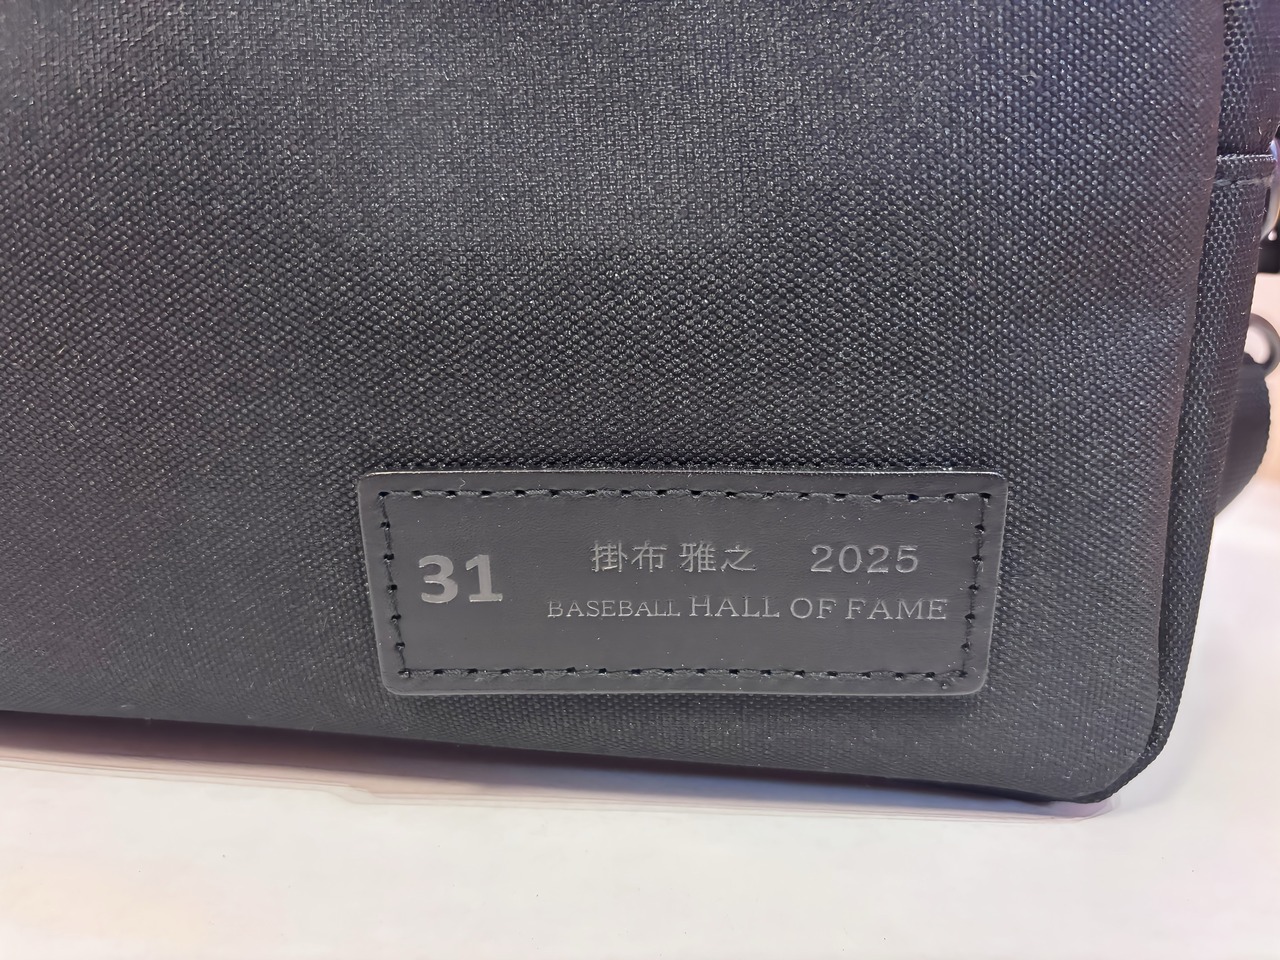 31
掛布 雅之 2025
BASEBALL HALL OF FAME